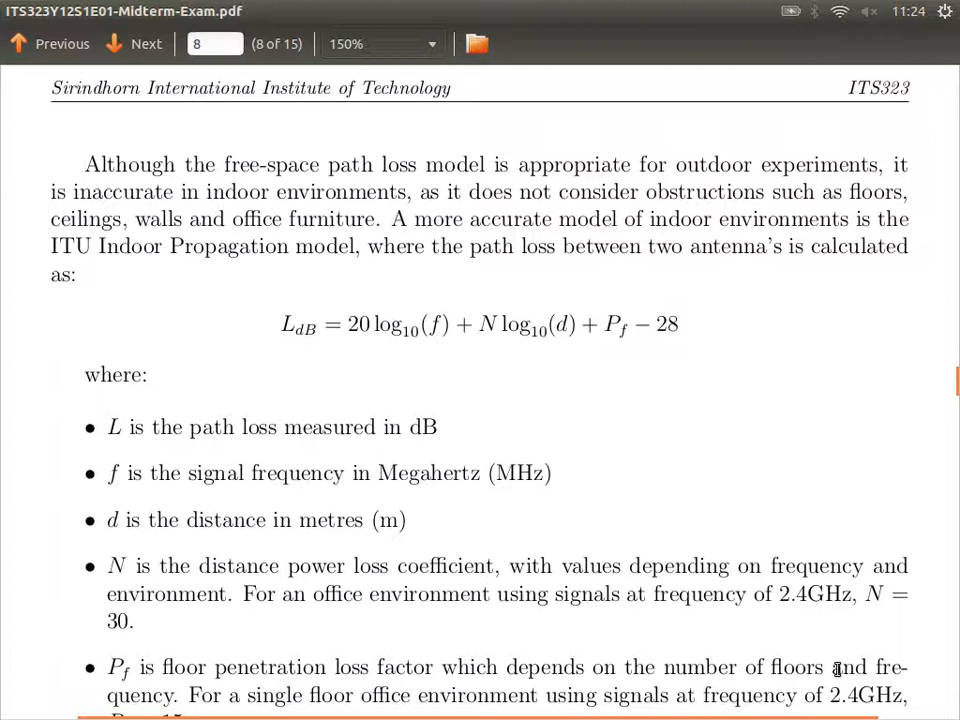 ITS323Y12S1E01-Midterm-Exam.pdf 11:24
Previous Next 8 (8 of 15) 150%
Sirindhorn International Institute of Technology ITS323
Although the free-space path loss model is appropriate for outdoor experiments, it
is inaccurate in indoor environments, as it does not consider obstructions such as floors,
ceilings, walls and office furniture. A more accurate model of indoor environments is the
ITU Indoor Propagation model, where the path loss between two antenna's is calculated
as:
L_{dB} = 20 log_{10}(f) + N log_{10}(d) + P_f − 28
where:
• L is the path loss measured in dB
• f is the signal frequency in Megahertz (MHz)
• d is the distance in metres (m)
• N is the distance power loss coefficient, with values depending on frequency and
environment. For an office environment using signals at frequency of 2.4GHz, N =
30.
• P_f is floor penetration loss factor which depends on the number of floors and fre-
quency. For a single floor office environment using signals at frequency of 2.4GHz,